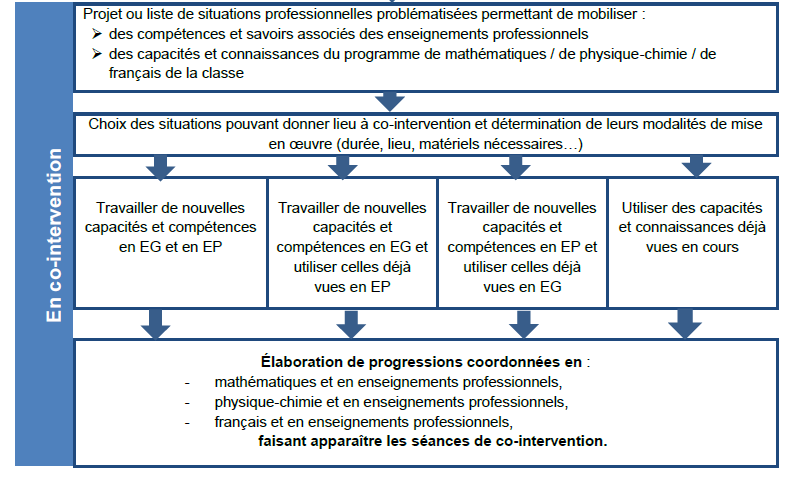 Projet ou liste de situations professionnelles problématisées permettant de mobiliser :
➢ des compétences et savoirs associés des enseignements professionnels
➢ des capacités et connaissances du programme de mathématiques / de physique-chimie / de
français de la classe
Choix des situations pouvant donner lieu à co-intervention et détermination de leurs modalités de mise
en œuvre (durée, lieu, matériels nécessaires…)
En co-intervention
Travailler de nouvelles
capacités et compétences
en EG et en EP
Travailler de nouvelles
capacités et
compétences en EG et
utiliser celles déjà
vues en EP
Travailler de nouvelles
capacités et
compétences en EP et
utiliser celles déjà
vues en EG
Utiliser des capacités
et connaissances déjà
vues en cours
Élaboration de progressions coordonnées en :
- mathématiques et en enseignements professionnels,
- physique-chimie et en enseignements professionnels,
- français et en enseignements professionnels,
faisant apparaître les séances de co-intervention.